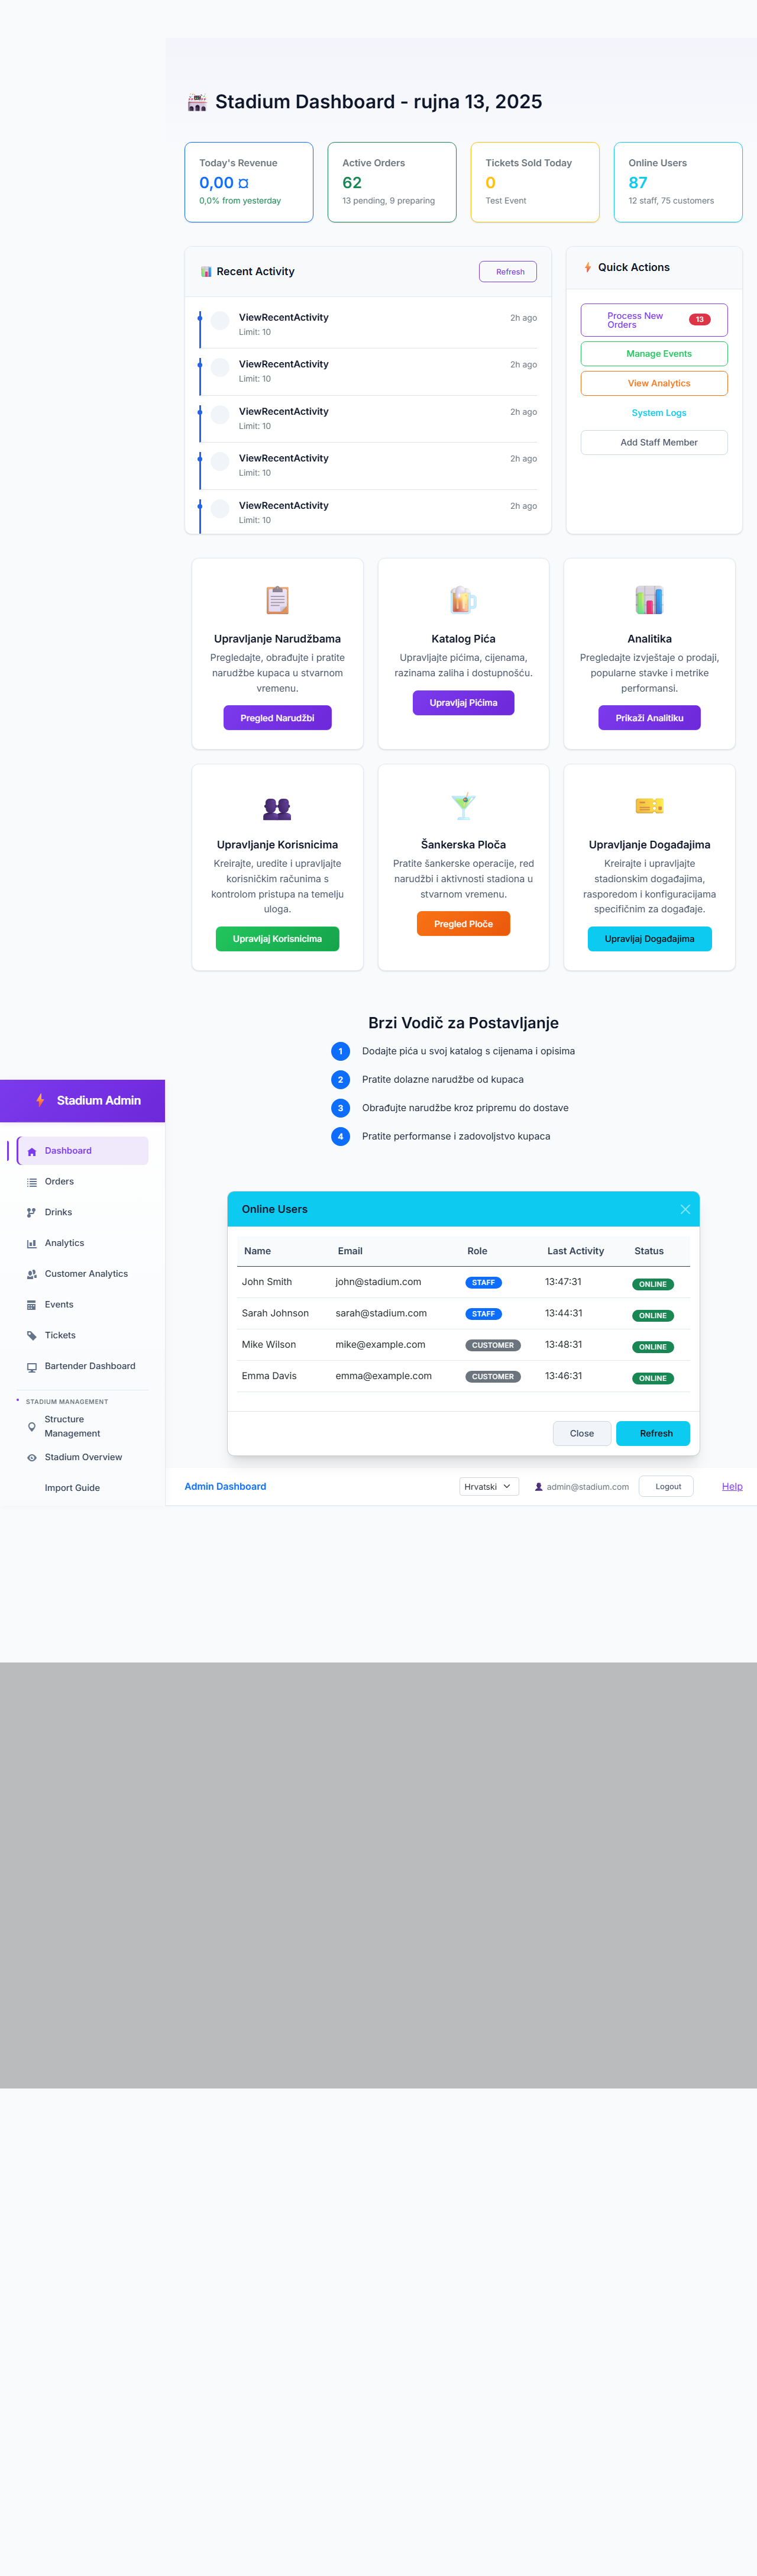 Stadium Dashboard - rujna 13, 2025
Today's Revenue
0,00 ¤
0,0% from yesterday
Active Orders
62
13 pending, 9 preparing
Tickets Sold Today
0
Test Event
Online Users
87
12 staff, 75 customers
Recent Activity
Refresh
ViewRecentActivity
2h ago
Limit: 10
ViewRecentActivity
2h ago
Limit: 10
ViewRecentActivity
2h ago
Limit: 10
ViewRecentActivity
2h ago
Limit: 10
ViewRecentActivity
2h ago
Limit: 10
Quick Actions
Process New
Orders
13
Manage Events
View Analytics
System Logs
Add Staff Member
Upravljanje Narudžbama
Pregledajte, obrađujte i pratite
narudžbe kupaca u stvarnom
vremenu.
Pregled Narudžbi
Katalog Pića
Upravljajte pićima, cijenama,
razinama zaliha i dostupnošću.
Upravljaj Pićima
Analitika
Pregledajte izvještaje o prodaji,
popularne stavke i metrike
performansi.
Prikaži Analitiku
Upravljanje Korisnicima
Kreirajte, uredite i upravljajte
korisničkim računima s
kontrolom pristupa na temelju
uloga.
Upravljaj Korisnicima
Šankerska Ploča
Pratite šankerske operacije, red
narudžbi i aktivnosti stadiona u
stvarnom vremenu.
Pregled Ploče
Upravljanje Događajima
Kreirajte i upravljajte
stadionskim događajima,
rasporedom i konfiguracijama
specifičnim za događaje.
Upravljaj Događajima
Brzi Vodič za Postavljanje
1 Dodajte pića u svoj katalog s cijenama i opisima
2 Pratite dolazne narudžbe od kupaca
3 Obrađujte narudžbe kroz pripremu do dostave
4 Pratite performanse i zadovoljstvo kupaca
Stadium Admin
Dashboard
Orders
Drinks
Analytics
Customer Analytics
Events
Tickets
Bartender Dashboard
STADIUM MANAGEMENT
Structure
Management
Stadium Overview
Import Guide
Online Users
Name Email Role Last Activity Status
John Smith john@stadium.com STAFF 13:47:31 ONLINE
Sarah Johnson sarah@stadium.com STAFF 13:44:31 ONLINE
Mike Wilson mike@example.com CUSTOMER 13:48:31 ONLINE
Emma Davis emma@example.com CUSTOMER 13:46:31 ONLINE
Close
Refresh
Admin Dashboard
Hrvatski
admin@stadium.com
Logout
Help